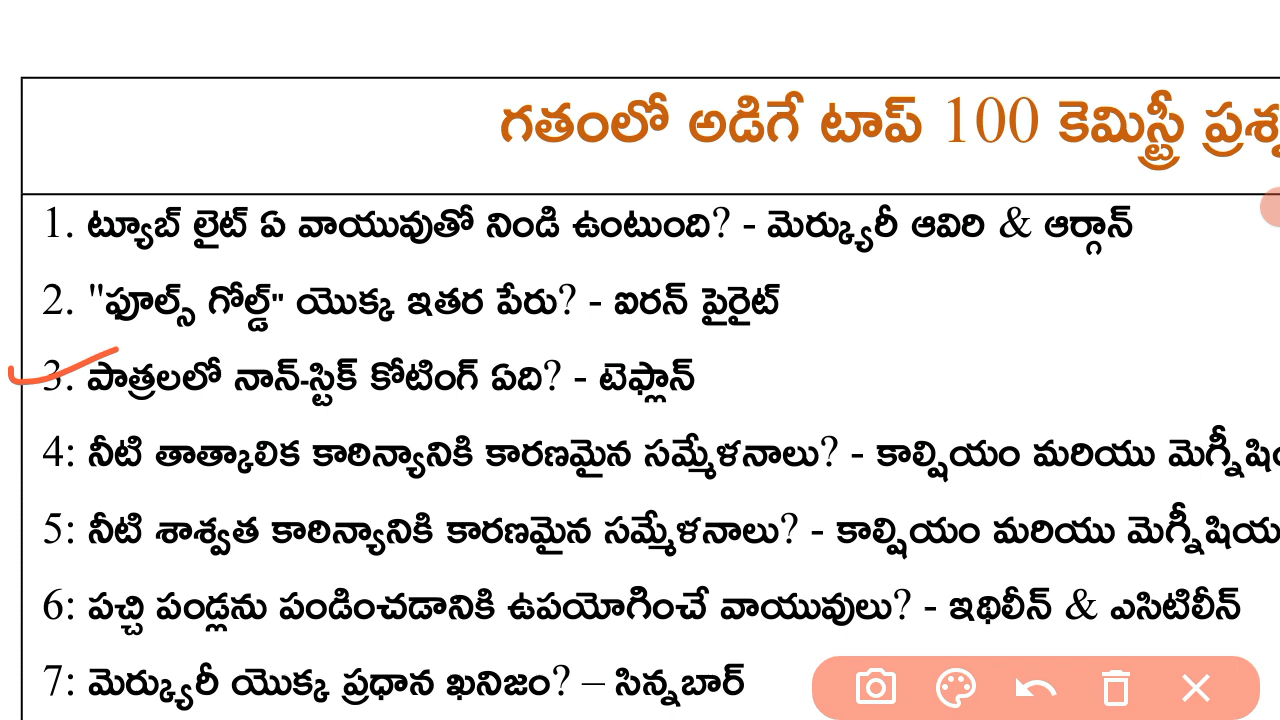 గతంలో అడిగే టాప్ 100 కెమిస్ట్రీ
1. ట్యూబ్ లైట్ ఏ వాయువుతో నిండి ఉంటుంది? - మెర్క్యురీ ఆవిరి & ఆర్గాన్
2. "ఫూల్స్ గోల్డ్" యొక్క ఇతర పేరు? - ఐరన్ పైరైట్
3. పాత్రలలో నాన్-స్టిక్ కోటింగ్ ఏది? - టెఫ్లాన్
4: నీటి తాత్కాలిక కాఠిన్యానికి కారణమైన సమ్మేళనాలు? - కాల్షియం మరియు
5: నీటి శాశ్వత కాఠిన్యానికి కారణమైన సమ్మేళనాలు? - కాల్షియం మరియు
6: పచ్చి పండ్లను పండించడానికి ఉపయోగించే వాయువులు? - ఇథిలీన్ & ఎసిటిలీన్
7: మెర్క్యురీ యొక్క ప్రధాన ఖనిజం? – సిన్నబార్